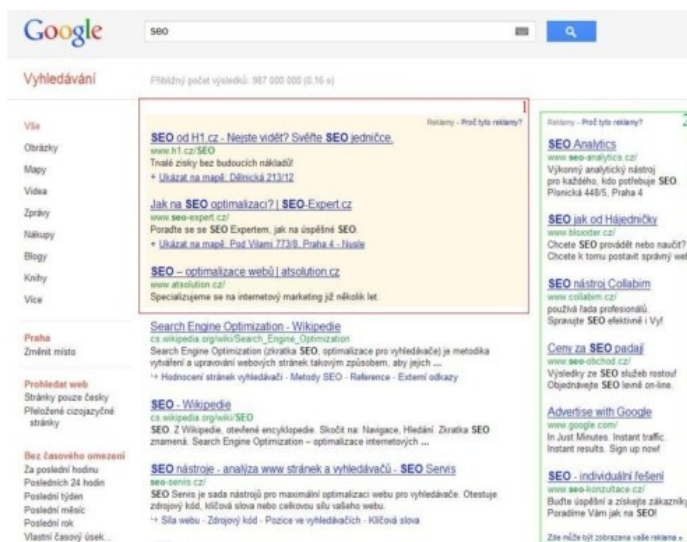 Google
seo
Vyhledávání
Přibližný počet výsledků: 987 000 000 (0,16 s)
Vše
Obrázky
Mapy
Videa
Zprávy
Nákupy
Blogy
Knihy
Více
Praha
Změnit místo
Prohledat web
Stránky pouze česky
Přeložené cizojazyčné
stránky
Bez časového omezení
Za poslední hodinu
Posledních 24 hodin
Poslední týden
Poslední měsíc
Poslední rok
Vlastní časový úsek...
1
Reklamy - Proč tyto reklamy?
SEO od H1.cz - Nejste vidět? Svěřte SEO jedničce.
www.h1.cz/SEO
Trvalé zisky bez budoucích nákladů!
+ Ukázat na mapě: Dělnická 213/12
Jak na SEO optimalizaci? | SEO-Expert.cz
www.seo-expert.cz/
Poraďte se se SEO Expertem, jak na úspěšné SEO.
+ Ukázat na mapě: Pod Vilami 773/8, Praha 4 - Nusle
SEO – optimalizace webů | atsolution.cz
www.atsolution.cz/
Specializujeme se na internetový marketing již několik let.
Search Engine Optimization - Wikipedie
cs.wikipedia.org/wiki/Search_Engine_Optimization
Search Engine Optimization (zkratka SEO, optimalizace pro vyhledávače) je metodika
vytváření a upravování webových stránek takovým způsobem, aby jejich ...
Hodnocení stránek vyhledávači - Metody SEO - Reference - Externí odkazy
SEO - Wikipedie
cs.wikipedia.org/wiki/SEO
SEO. Z Wikipedie, otevřené encyklopedie. Skočit na: Navigace, Hledání. Zkratka SEO
znamená. Search Engine Optimization – optimalizace internetových ...
SEO nástroje - analýza www stránek a vyhledávačů - SEO Servis
seo-servis.cz/
SEO Servis je sada nástrojů pro maximální optimalizaci webu pro vyhledávače. Otestuje
zdrojový kód, klíčová slova nebo celkovou sílu vašeho webu.
Síla webu - Zdrojový kód - Pozice ve vyhledávačích - Klíčová slova
2
Reklamy - Proč tyto reklamy?
SEO Analytics
www.seo-analytics.cz/
Výkonný analytický nástroj
pro každého, kdo potřebuje SEO.
Písnická 448/5, Praha 4
SEO jak od Hájedničky
www.bloxxter.cz/
Chcete SEO provádět nebo naučit?
Chcete k tomu postavit správný web
SEO nástroj Collabim
www.collabim.cz/
používá řada profesionálů.
Spravujte SEO efektivně i Vy!
Ceny za SEO padají
www.seo-obchod.cz/
Výsledky ze SEO služeb rostou!
Objednávejte SEO levně on-line.
Advertise with Google
www.google.com/
In Just Minutes. Instant traffic.
Instant results. Sign up now!
SEO - individuální řešení
www.seo-konzultace.cz/
Buďte úspěšní a získejte zákazníky
Poradíme Vám jak na SEO!
Zde může být zobrazena vaše reklama »